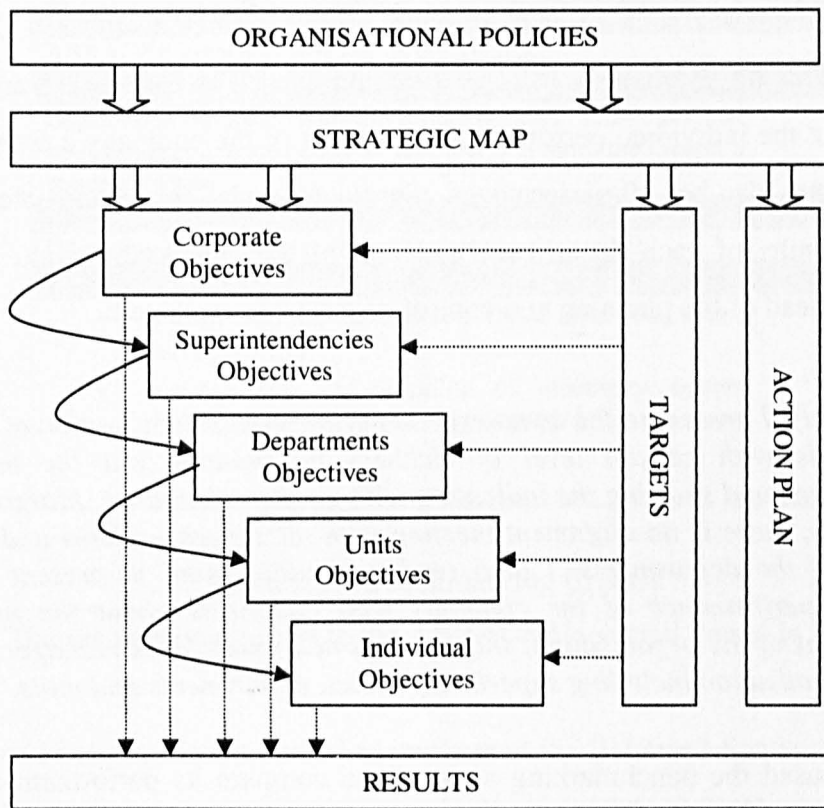 ORGANISATIONAL POLICIES
STRATEGIC MAP
Corporate
Objectives
Superintendencies
Objectives
Departments
Objectives
Units
Objectives
Individual
Objectives
TARGETS
ACTION PLAN
RESULTS